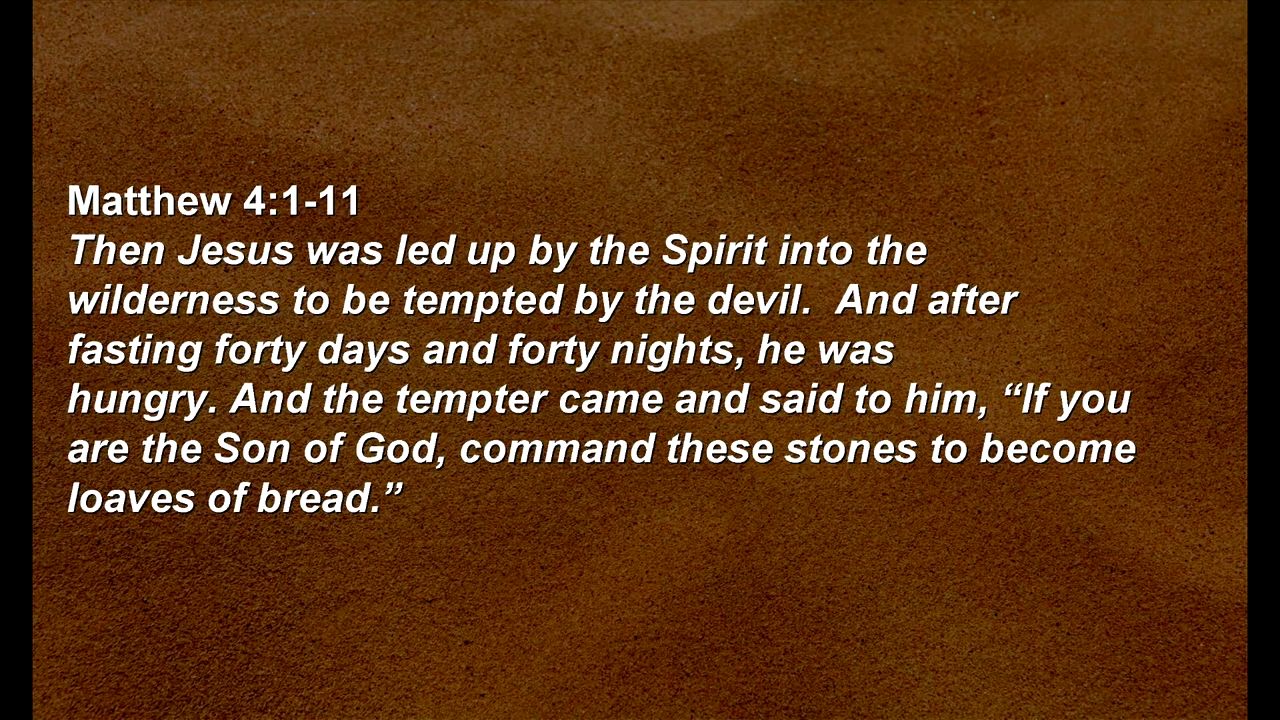 Matthew 4:1-11
Then Jesus was led up by the Spirit into the
wilderness to be tempted by the devil.  And after
fasting forty days and forty nights, he was
hungry. And the tempter came and said to him, “If you
are the Son of God, command these stones to become
loaves of bread.”